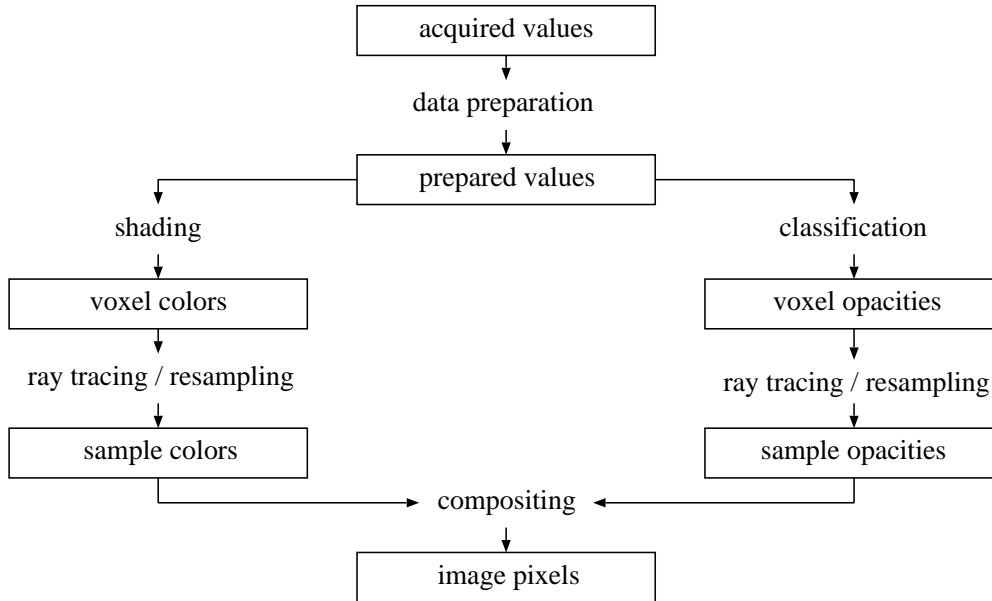 acquired values
data preparation
prepared values
shading
classification
voxel colors
voxel opacities
ray tracing / resampling
ray tracing / resampling
sample colors
sample opacities
compositing
image pixels